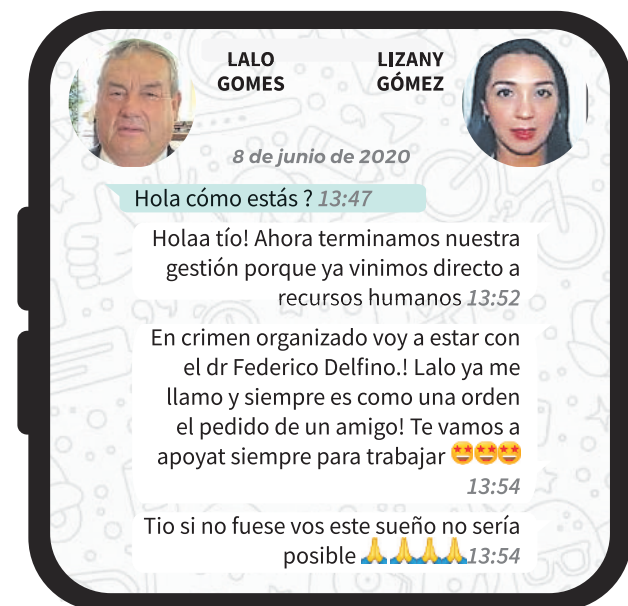 LALO
GOMES
LIZANY
GÓMEZ
8 de junio de 2020
Hola cómo estás ? 13:47
Holaa tío! Ahora terminamos nuestra
gestión porque ya vinimos directo a
recursos humanos 13:52
En crimen organizado voy a estar con
el dr Federico Delfino.! Lalo ya me
llamo y siempre es como una orden
el pedido de un amigo! Te vamos a
apoyat siempre para trabajar 🤩🤩🤩
13:54
Tio si no fuese vos este sueño no sería
posible 🙏🙏🙏🙏13:54